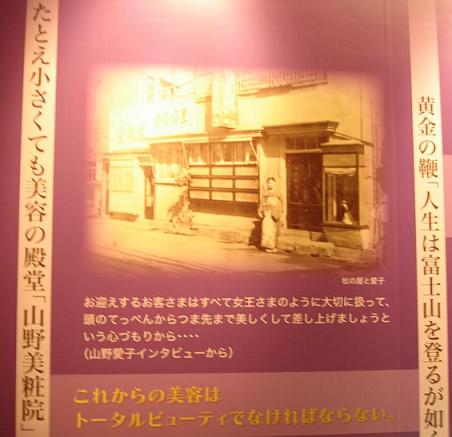 黄金の鞭「人生は富士山を登るが如く
たとえ小さくても美容の殿堂「山野美粧院」
松の屋と愛子
お迎えするお客さまはすべて女王さまのように大切に扱って、
頭のてっぺんからつま先まで美しくして差し上げましょうと
いう心づもりから‥‥
(山野愛子インタビューから)
これからの美容は
トータルビューティでなければならない。